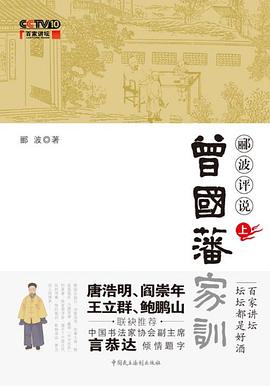 CCTV10
百家讲坛
郦 波◎著
郦波评说
曾國藩家訓
上
唐浩明、阎崇年
王立群、鲍鹏山
联袂推荐
中国书法家协会副主席
言恭达 倾情题字
百家讲坛
坛坛都是好酒
中国民主法制出版社